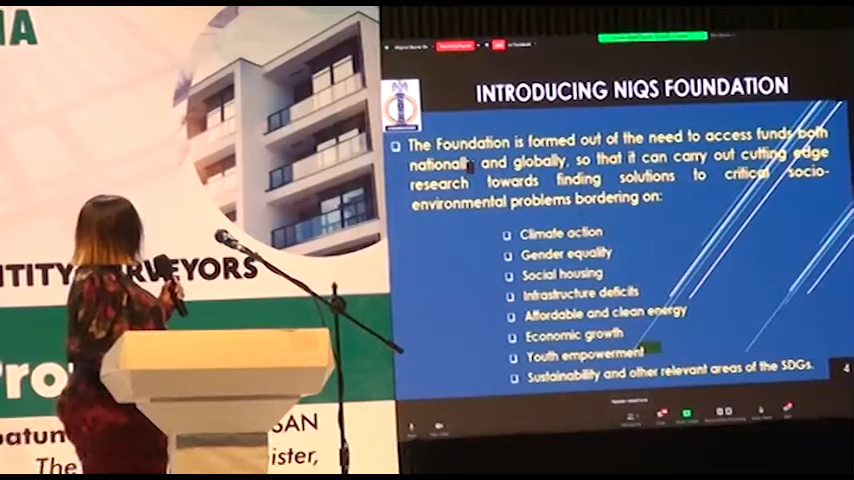 IA
NTITY SURVEYORS
Pro
SAN
The
ister,
INTRODUCING NIQS FOUNDATION
The Foundation is formed out of the need to access funds both
nationally and globally, so that it can carry out cutting edge
research towards finding solutions to critical socio-
environmental problems bordering on:
Climate action
Gender equality
Social housing
Infrastructure deficits
Affordable and clean energy
Economic growth
Youth empowerment
Sustainability and other relevant areas of the SDGs.
4